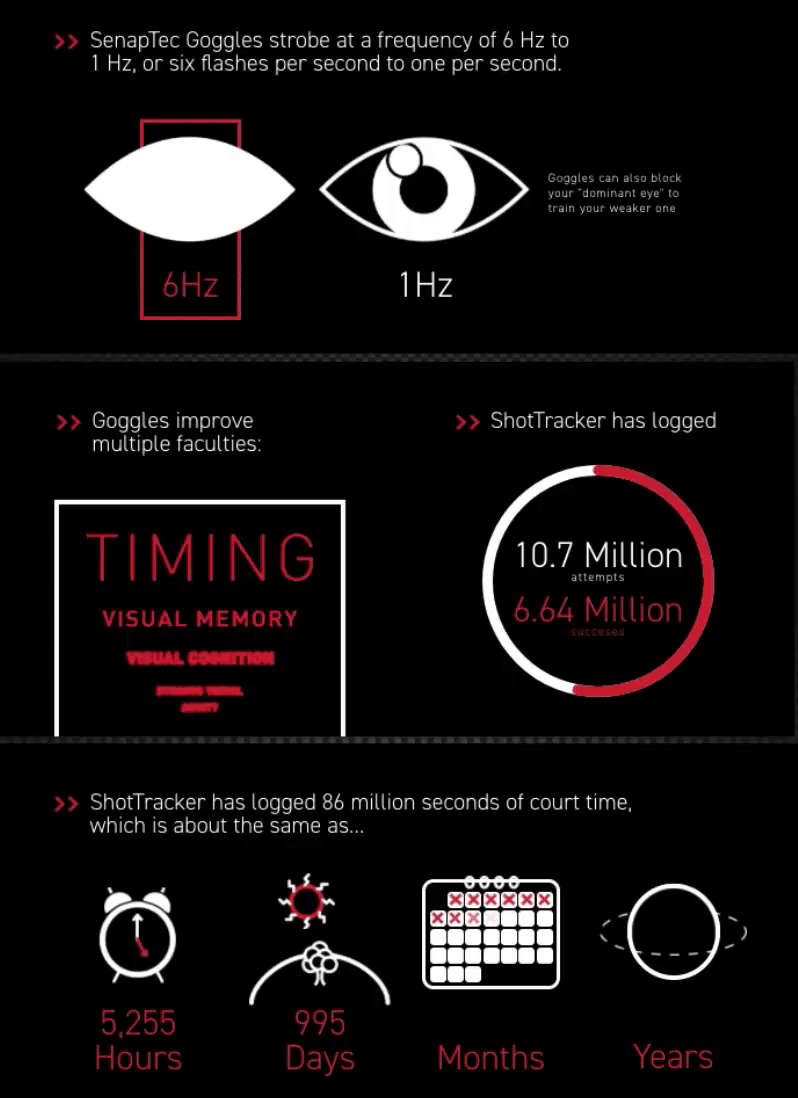 >> SenapTec Goggles strobe at a frequency of 6 Hz to
1 Hz, or six flashes per second to one per second.
Goggles can also block
your "dominant eye" to
train your weaker one
6Hz
1Hz
>> Goggles improve
multiple faculties:
TIMING
VISUAL MEMORY
VISUAL COGNITION
DYNAMIC VISUAL
ACUITY
>> ShotTracker has logged
10.7 Million
attempts
6.64 Million
succeses
>> ShotTracker has logged 86 million seconds of court time,
which is about the same as...
5,255
Hours
995
Days
Months
Years